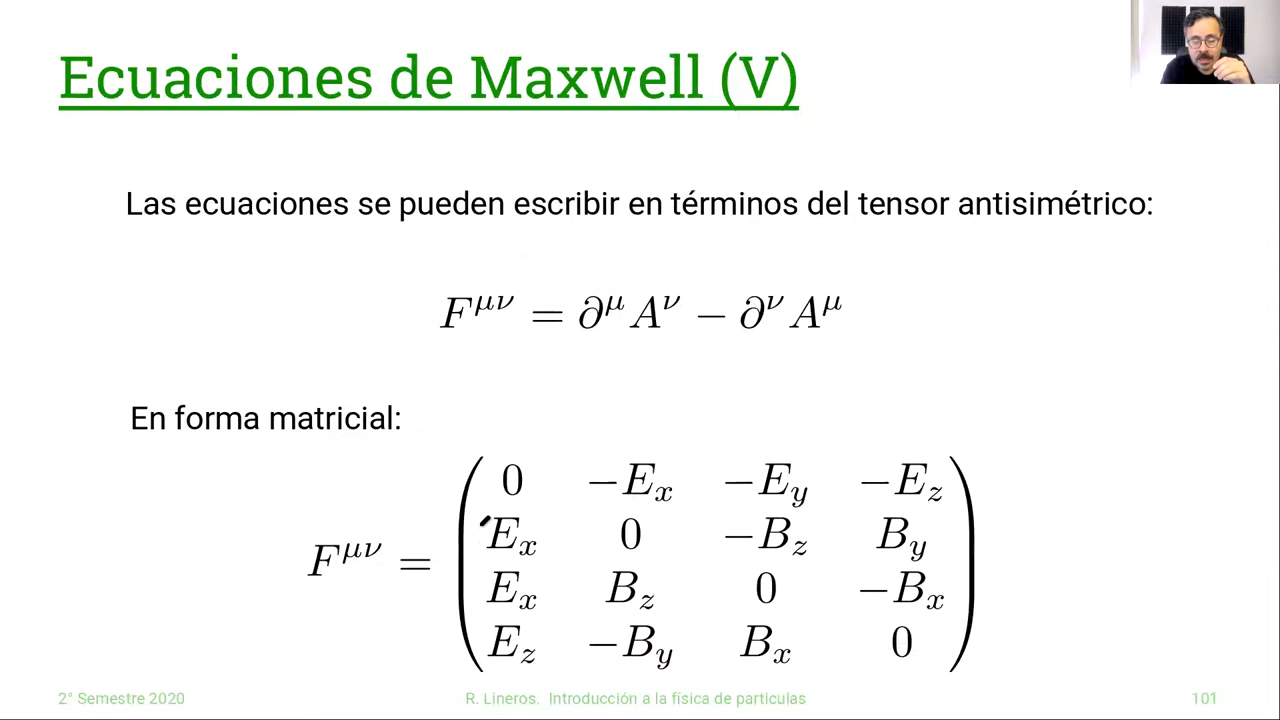 Ecuaciones de Maxwell (V)
Las ecuaciones se pueden escribir en términos del tensor antisimétrico:
F^{μν} = ∂^μ A^ν − ∂^ν A^μ
En forma matricial:
F^{μν} =
0 −E_x −E_y −E_z
E_x 0 −B_z B_y
E_x B_z 0 −B_x
E_z −B_y B_x 0
2° Semestre 2020 R. Lineros. Introducción a la física de particulas 101